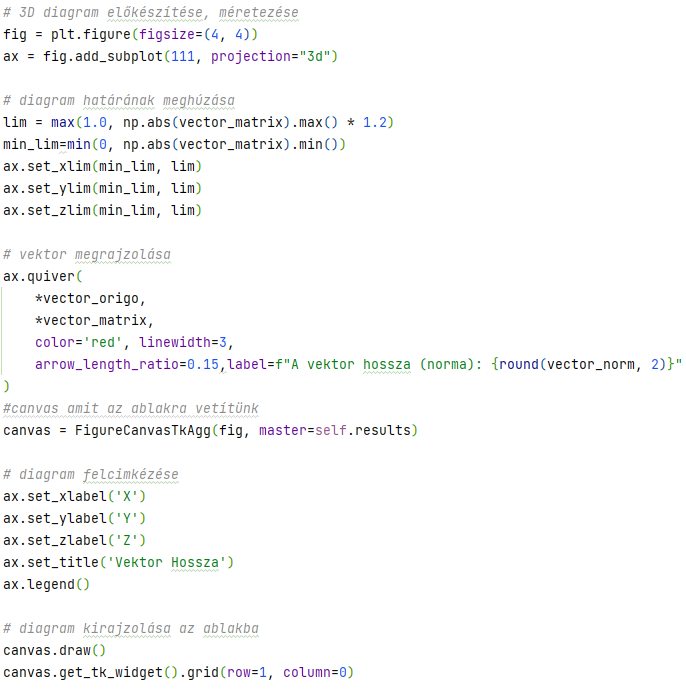 # 3D diagram előkészítése, méretezése
fig = plt.figure(figsize=(4, 4))
ax = fig.add_subplot(111, projection="3d")
# diagram határának meghúzása
lim = max(1.0, np.abs(vector_matrix).max() * 1.2)
min_lim=min(0, np.abs(vector_matrix).min())
ax.set_xlim(min_lim, lim)
ax.set_ylim(min_lim, lim)
ax.set_zlim(min_lim, lim)
# vektor megrajzolása
ax.quiver(
*vector_origo,
*vector_matrix,
color='red', linewidth=3,
arrow_length_ratio=0.15,label=f"A vektor hossza (norma): {round(vector_norm, 2)}"
)
#canvas amit az ablakra vetítünk
canvas = FigureCanvasTkAgg(fig, master=self.results)
# diagram felcimkézése
ax.set_xlabel('X')
ax.set_ylabel('Y')
ax.set_zlabel('Z')
ax.set_title('Vektor Hossza')
ax.legend()
# diagram kirajzolása az ablakba
canvas.draw()
canvas.get_tk_widget().grid(row=1, column=0)